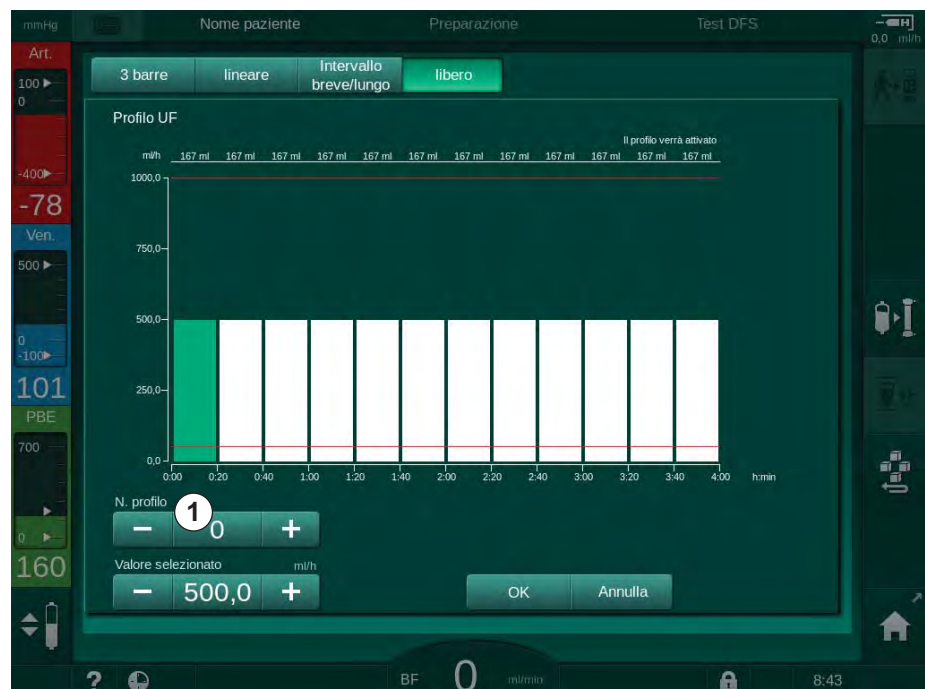 mmHg Nome paziente Preparazione Test DFS H
0,0 ml/h
Art.
100
0
-400
-78
Ven.
500
0
-100
101
PBE
700
0
160
3 barre lineare Intervallo breve/lungo libero
Profilo UF
Il profilo verrà attivato
ml/h 167 ml 167 ml 167 ml 167 ml 167 ml 167 ml 167 ml 167 ml 167 ml 167 ml 167 ml 167 ml
1000,0
750,0
500,0
250,0
0,0
0:00 0:20 0:40 1:00 1:20 1:40 2:00 2:20 2:40 3:00 3:20 3:40 4:00 h:min
N. profilo
1
− 0 +
Valore selezionato ml/h
− 500,0 +
OK Annulla
? BF 0 ml/min 8:43